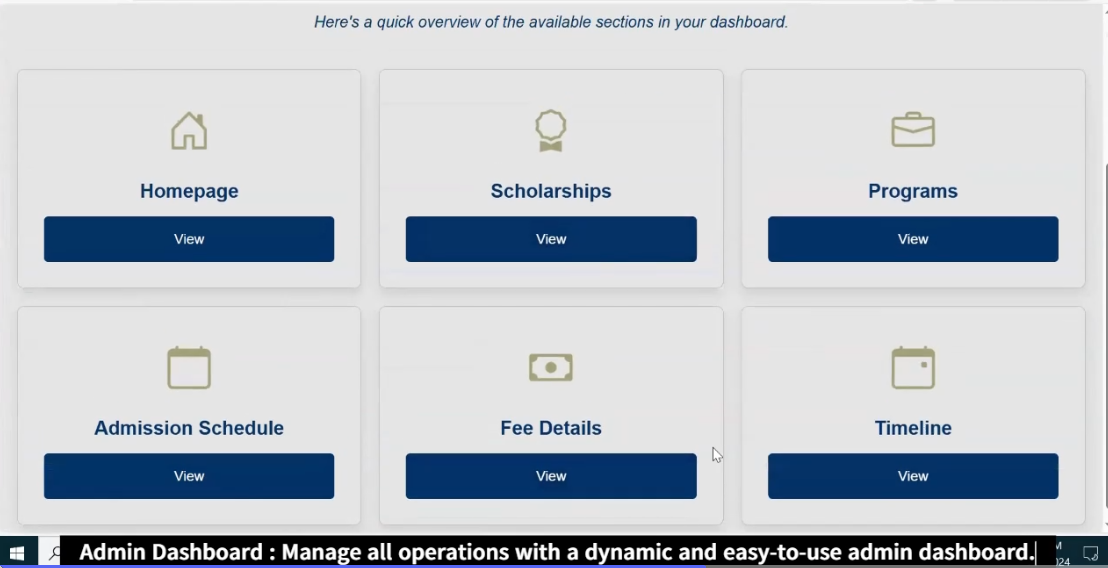 Here's a quick overview of the available sections in your dashboard.
Homepage
View
Scholarships
View
Programs
View
Admission Schedule
View
Fee Details
View
Timeline
View
Admin Dashboard : Manage all operations with a dynamic and easy-to-use admin dashboard.
M
024